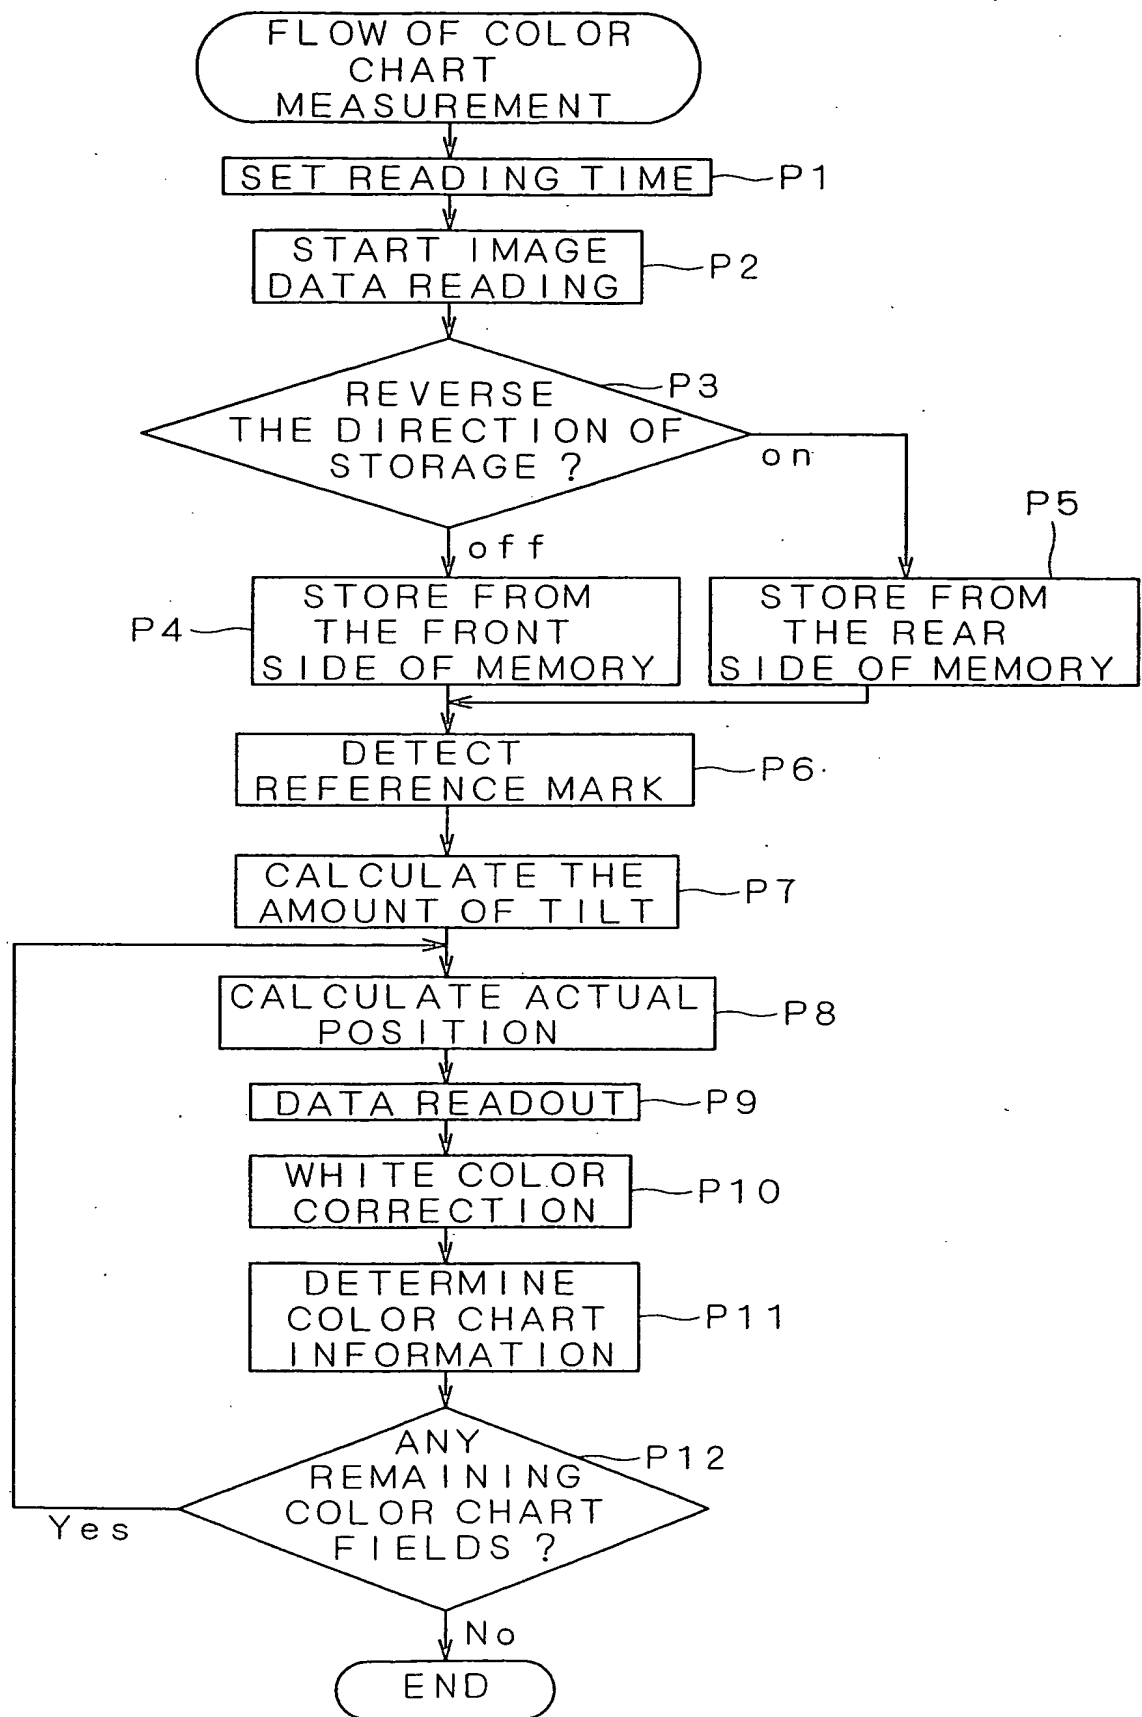 FLOW OF COLOR
CHART
MEASUREMENT
SET READING TIME
P1
START IMAGE
DATA READING
P2
P3
REVERSE
THE DIRECTION OF
STORAGE ?
on
off
P5
STORE FROM
THE FRONT
SIDE OF MEMORY
P4
STORE FROM
THE REAR
SIDE OF MEMORY
DETECT
REFERENCE MARK
P6
CALCULATE THE
AMOUNT OF TILT
P7
CALCULATE ACTUAL
POSITION
P8
DATA READOUT
P9
WHITE COLOR
CORRECTION
P10
DETERMINE
COLOR CHART
INFORMATION
P11
ANY
REMAINING
COLOR CHART
FIELDS ?
P12
Yes
No
END